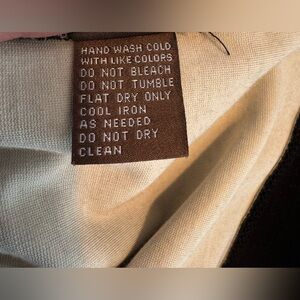 HAND WASH COLD
WITH LIKE COLORS
DO NOT BLEACH
DO NOT TUMBLE
FLAT DRY ONLY
COOL IRON
AS NEEDED
DO NOT DRY
CLEAN